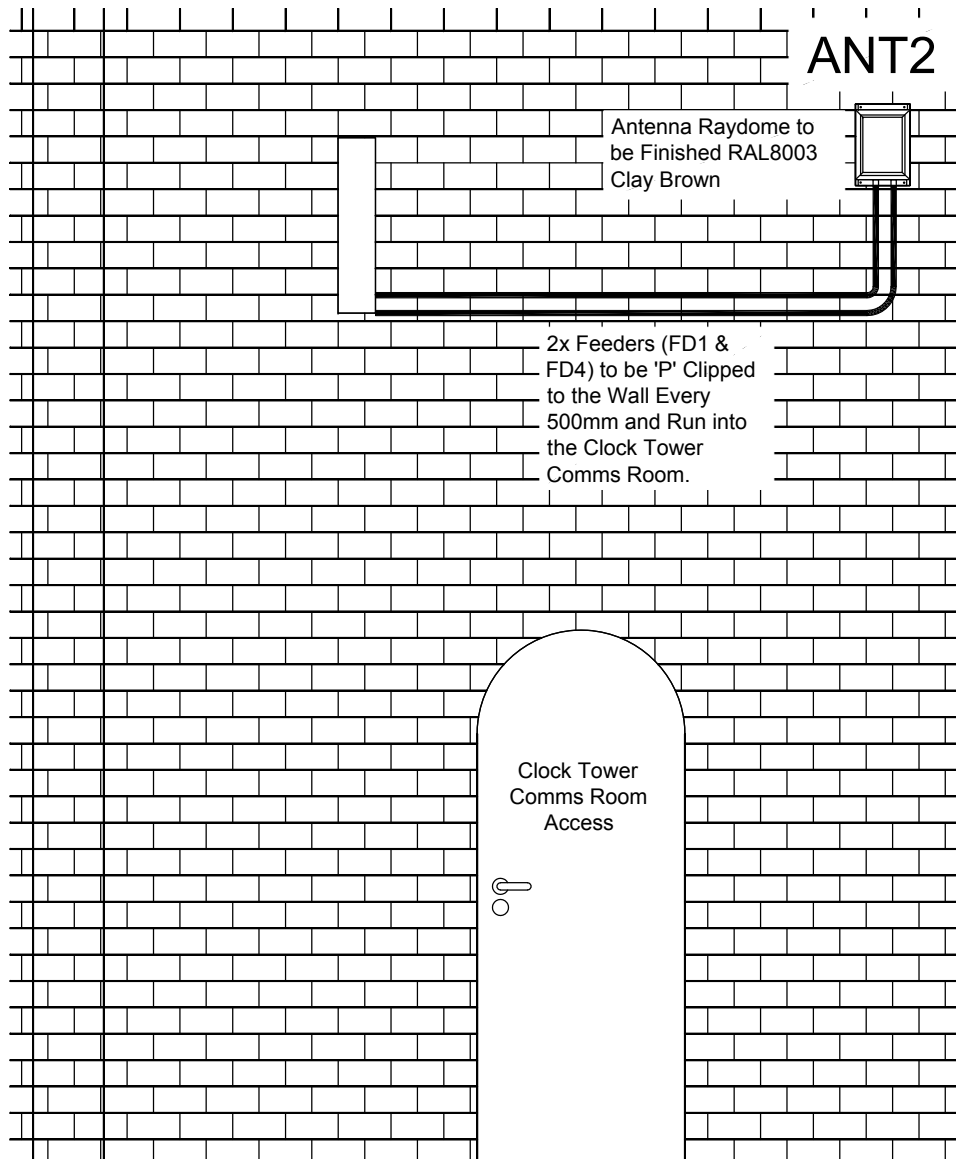 ANT2
Antenna Raydome to
be Finished RAL8003
Clay Brown
2x Feeders (FD1 &
FD4) to be 'P' Clipped
to the Wall Every
500mm and Run into
the Clock Tower
Comms Room.
Clock Tower
Comms Room
Access